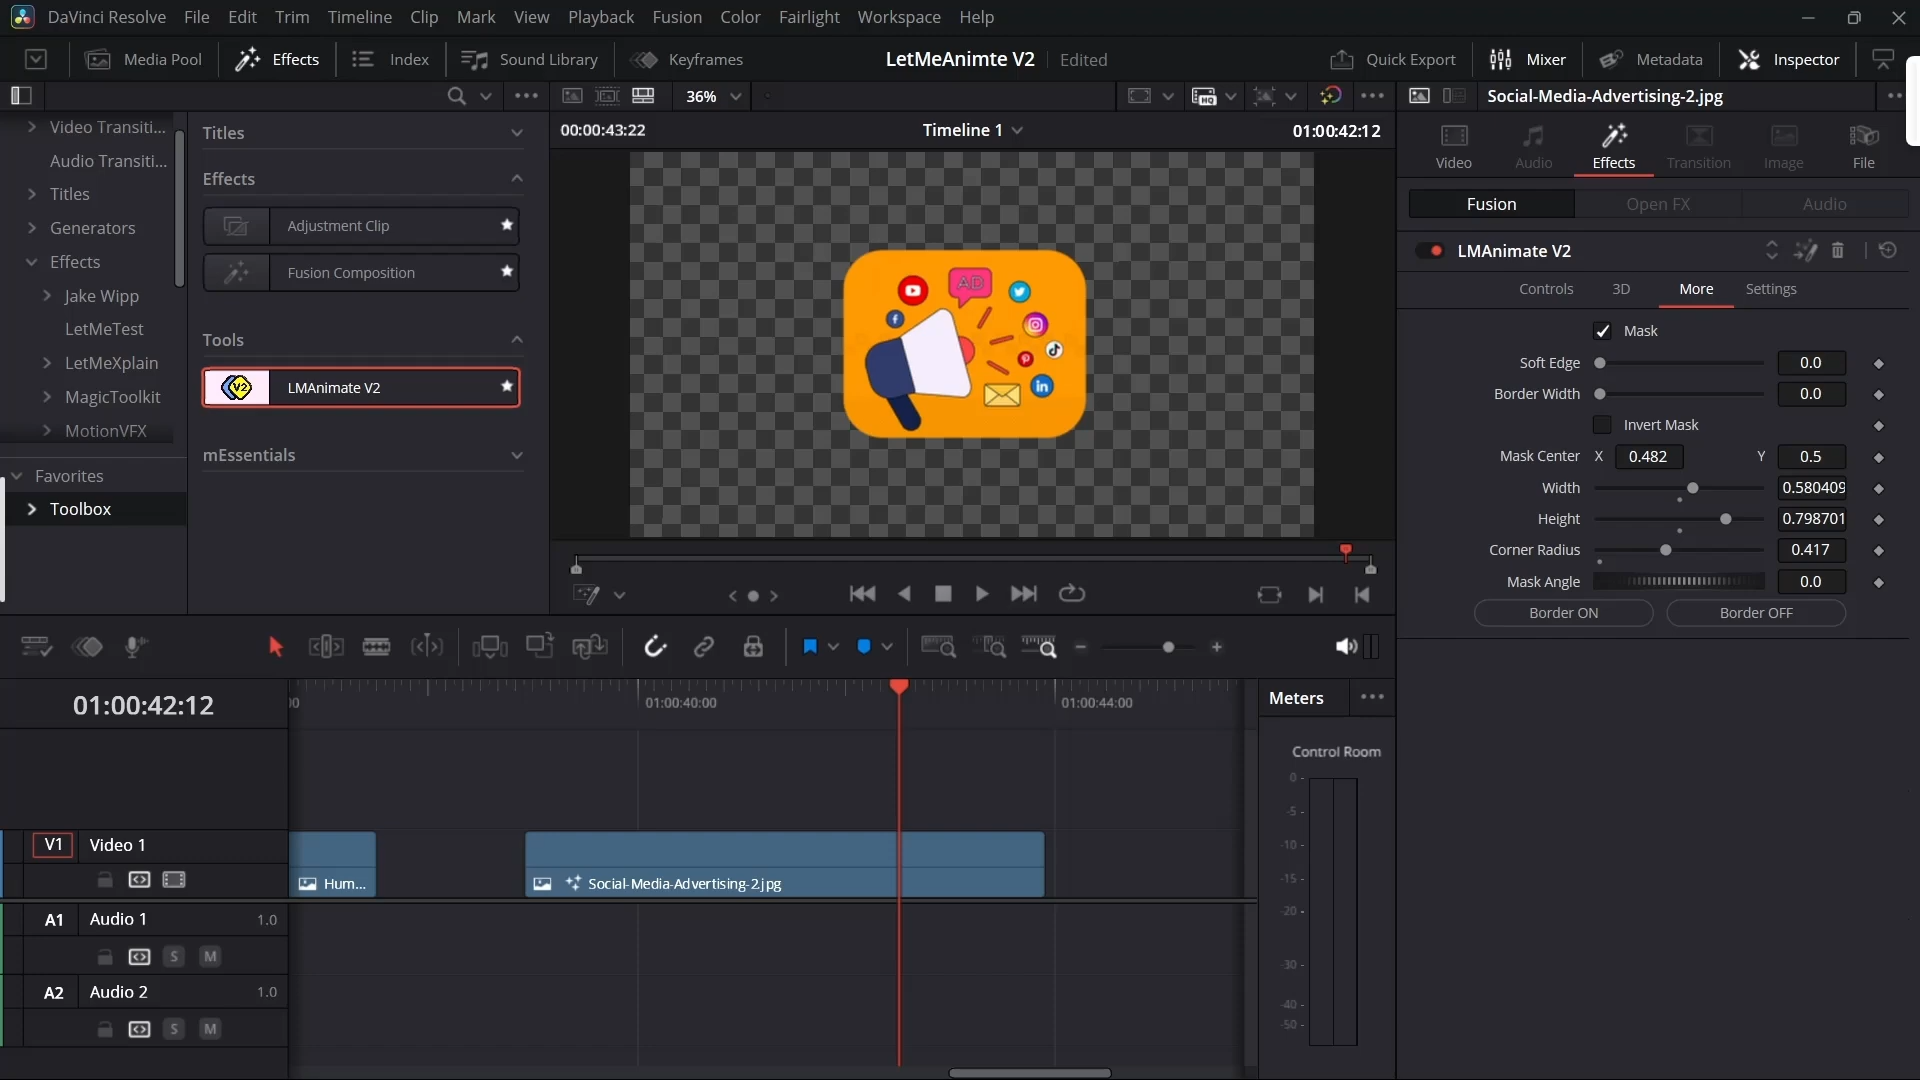 DaVinci Resolve File Edit Trim Timeline Clip Mark View Playback Fusion Color Fairlight Workspace Help
Media Pool Effects Index Sound Library Keyframes LetMeAnimte V2 Edited Quick Export Mixer Metadata Inspector
36% Social-Media-Advertising-2.jpg
Video Transiti...
Audio Transiti...
Titles
Generators
Effects
Jake Wipp
LetMeTest
LetMeXplain
MagicToolkit
MotionVFX
Favorites
Toolbox
Titles
Effects
Adjustment Clip
Fusion Composition
Tools
V2 LMAnimate V2
mEssentials
00:00:43:22 Timeline 1 01:00:42:12
AD
Video Audio Effects Transition Image File
Fusion Open FX Audio
LMAnimate V2
Controls 3D More Settings
Mask
Soft Edge 0.0
Border Width 0.0
Invert Mask
Mask Center X 0.482 Y 0.5
Width 0.580409
Height 0.798701
Corner Radius 0.417
Mask Angle 0.0
Border ON Border OFF
01:00:42:12
00 01:00:40:00 01:00:44:00
V1 Video 1
Hum... Social-Media-Advertising-2.jpg
A1 Audio 1 1.0
S M
A2 Audio 2 1.0
S M
Meters
Control Room
0 -
-5 -
-10 -
-15 -
-20 -
-30 -
-40 -
-50 -